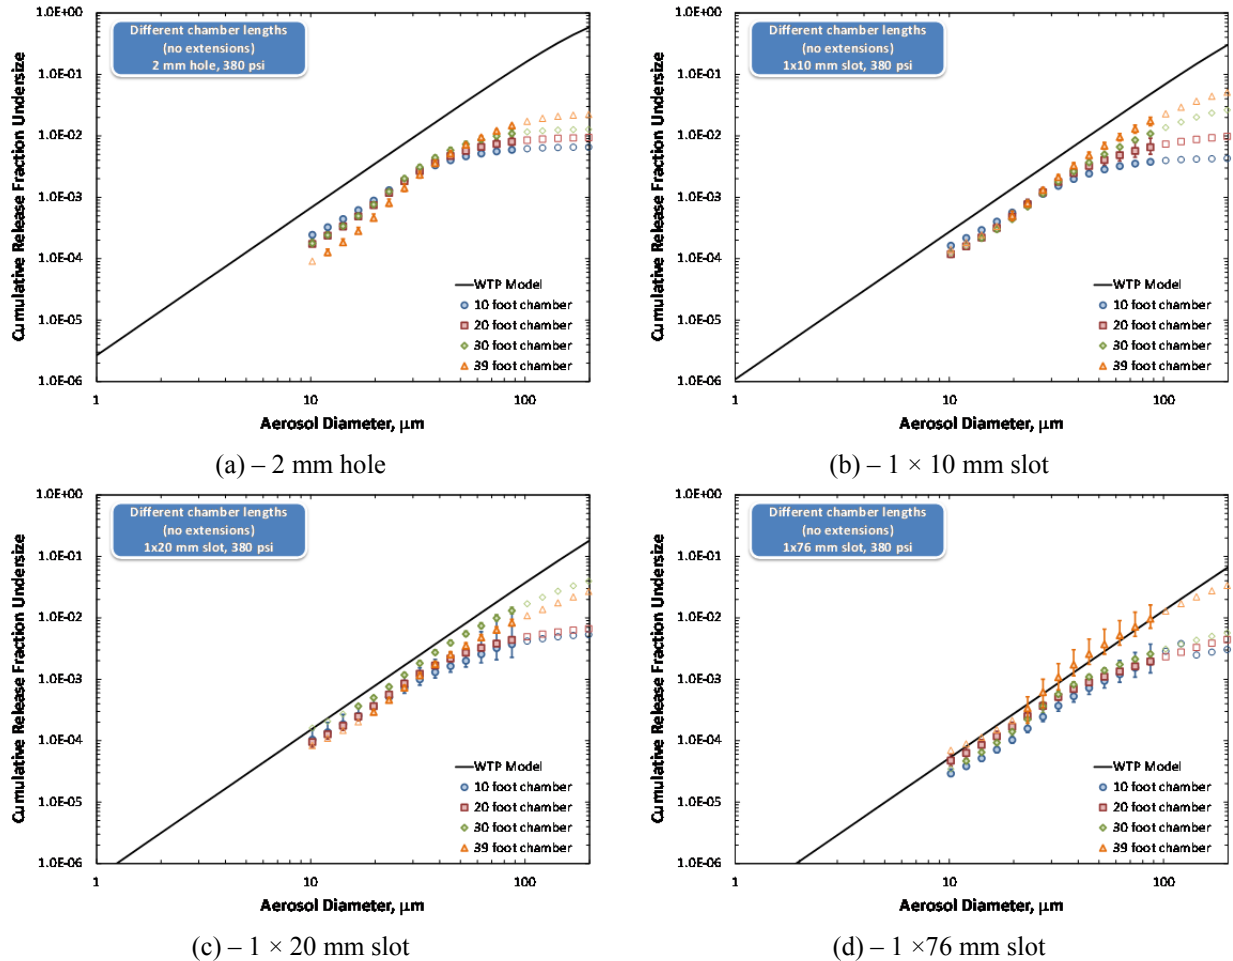 Different chamber lengths
(no extensions)
2 mm hole, 380 psi
Cumulative Release Fraction Undersize
1.0E+00
1.0E-01
1.0E-02
1.0E-03
1.0E-04
1.0E-05
1.0E-06
WTP Model
10 foot chamber
20 foot chamber
30 foot chamber
39 foot chamber
1 10 100
Aerosol Diameter, μm
(a) – 2 mm hole
Different chamber lengths
(no extensions)
1x10 mm slot, 380 psi
Cumulative Release Fraction Undersize
1.0E+00
1.0E-01
1.0E-02
1.0E-03
1.0E-04
1.0E-05
1.0E-06
WTP Model
10 foot chamber
20 foot chamber
30 foot chamber
39 foot chamber
1 10 100
Aerosol Diameter, μm
(b) – 1 × 10 mm slot
Different chamber lengths
(no extensions)
1x20 mm slot, 380 psi
Cumulative Release Fraction Undersize
1.0E+00
1.0E-01
1.0E-02
1.0E-03
1.0E-04
1.0E-05
1.0E-06
WTP Model
10 foot chamber
20 foot chamber
30 foot chamber
39 foot chamber
1 10 100
Aerosol Diameter, μm
(c) – 1 × 20 mm slot
Different chamber lengths
(no extensions)
1x76 mm slot, 380 psi
Cumulative Release Fraction Undersize
1.0E+00
1.0E-01
1.0E-02
1.0E-03
1.0E-04
1.0E-05
1.0E-06
WTP Model
10 foot chamber
20 foot chamber
30 foot chamber
39 foot chamber
1 10 100
Aerosol Diameter, μm
(d) – 1 ×76 mm slot